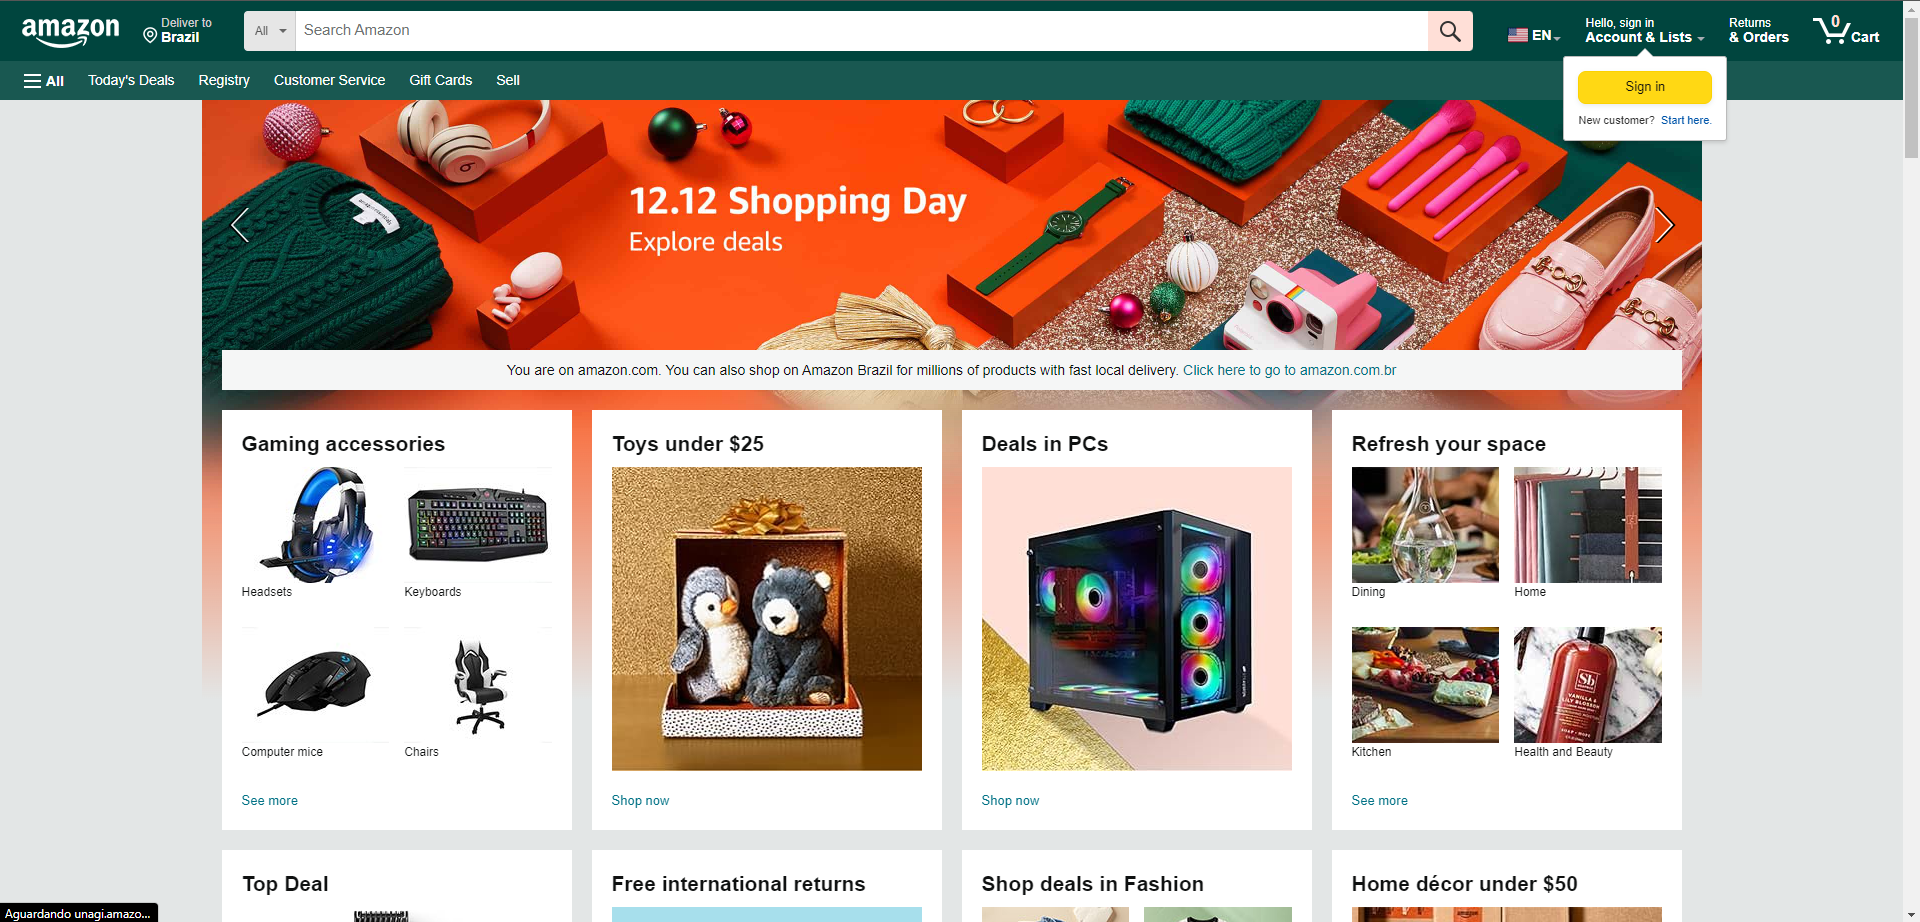 amazon
Deliver to
Brazil
All
Search Amazon
EN
Hello, sign in
Account & Lists
Returns
& Orders
0
Cart
All
Today's Deals
Registry
Customer Service
Gift Cards
Sell
Sign in
New customer? Start here.
12.12 Shopping Day
Explore deals
You are on amazon.com. You can also shop on Amazon Brazil for millions of products with fast local delivery. Click here to go to amazon.com.br
Gaming accessories
Headsets
Keyboards
Computer mice
Chairs
See more
Toys under $25
Shop now
Deals in PCs
Shop now
Refresh your space
Dining
Home
Kitchen
Sb
VANILLA &
LILY BLOSSOM
Health and Beauty
See more
Top Deal
Free international returns
Shop deals in Fashion
Home décor under $50
Aguardando unagi.amazo...